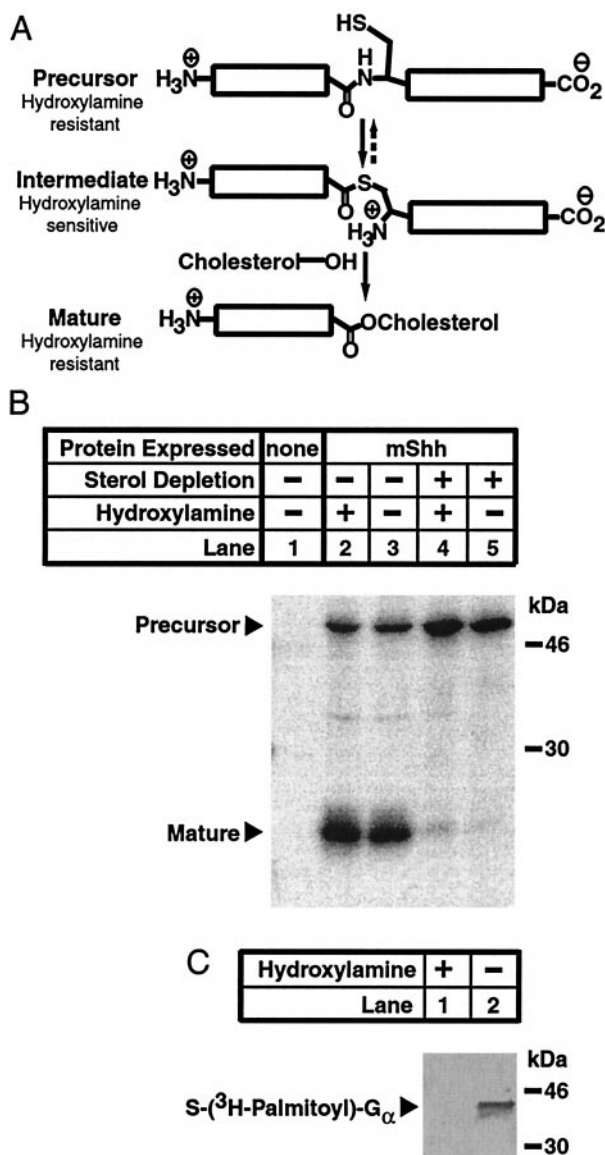 A
HS
H
⊕
H₃N
N
O
⊖
CO₂
Precursor
Hydroxylamine
resistant
⊕
H₃N
S
O
⊕
H₃N
⊖
CO₂
Intermediate
Hydroxylamine
sensitive
Cholesterol—OH
⊕
H₃N
OCholesterol
O
Mature
Hydroxylamine
resistant
B
Protein Expressed none mShh
Sterol Depletion − − − + +
Hydroxylamine − + − + −
Lane 1 2 3 4 5
kDa
Precursor
46
30
Mature
C
Hydroxylamine + −
Lane 1 2
kDa
46
S-(³H-Palmitoyl)-Gα
30